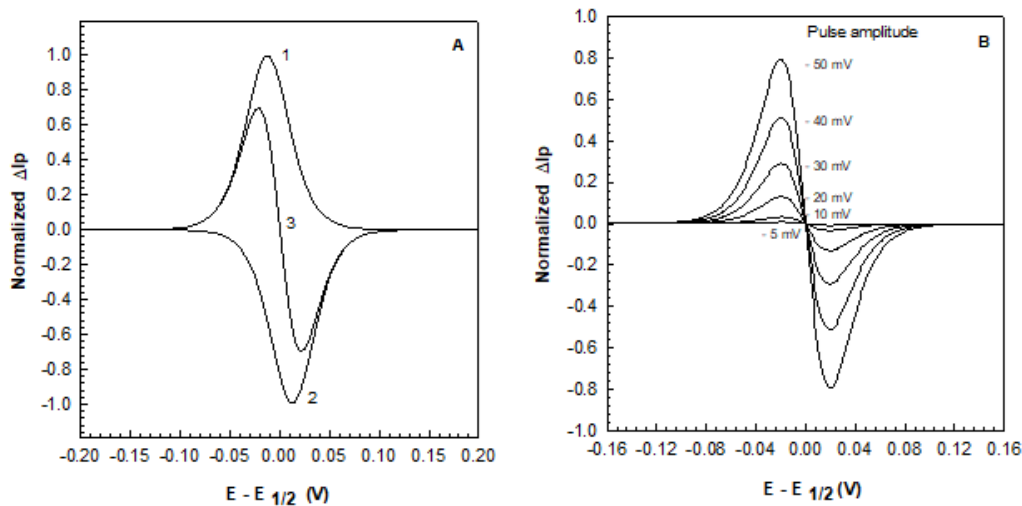 A
1
3
2
1.0
0.8
0.6
0.4
0.2
0.0
-0.2
-0.4
-0.6
-0.8
-1.0
Normalized ΔIp
-0.20 -0.15 -0.10 -0.05 0.00 0.05 0.10 0.15 0.20
E - E 1/2 (V)
Pulse amplitude
B
- 50 mV
- 40 mV
- 30 mV
- 20 mV
10 mV
- 5 mV
1.0
0.8
0.6
0.4
0.2
0.0
-0.2
-0.4
-0.6
-0.8
-1.0
Normalized ΔIp
-0.16 -0.12 -0.08 -0.04 0.00 0.04 0.08 0.12 0.16
E - E 1/2 (V)